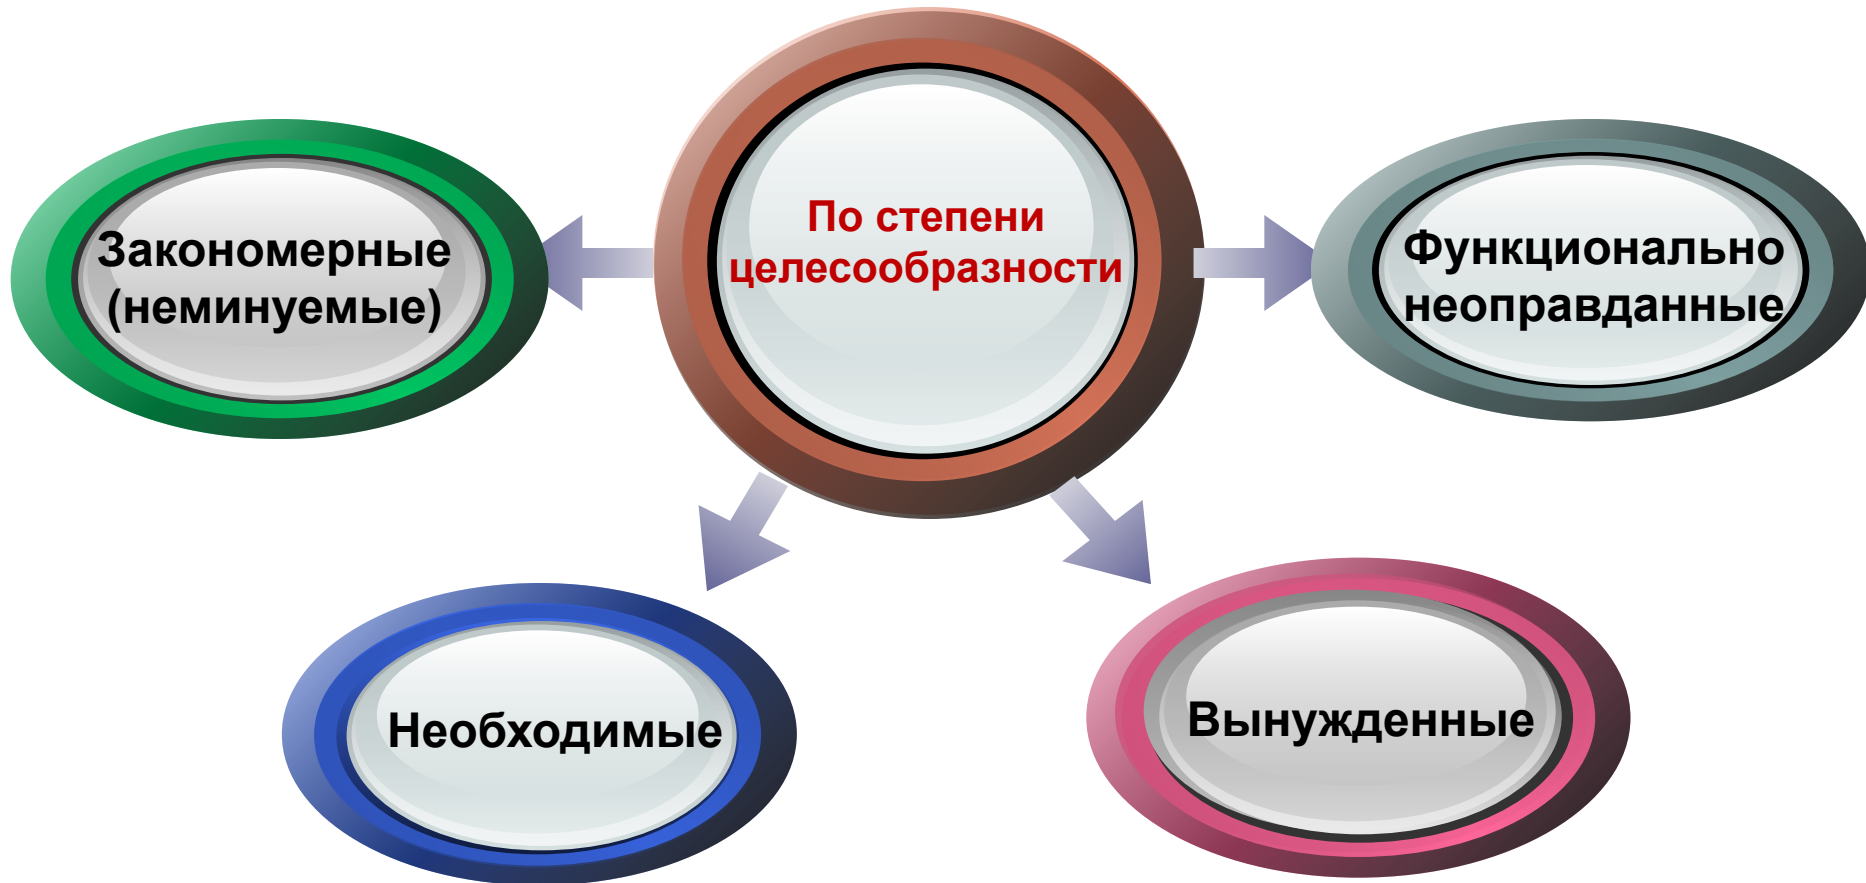 По степени
целесообразности
Закономерные
(неминуемые)
Функционально
неоправданные
Необходимые
Вынужденные